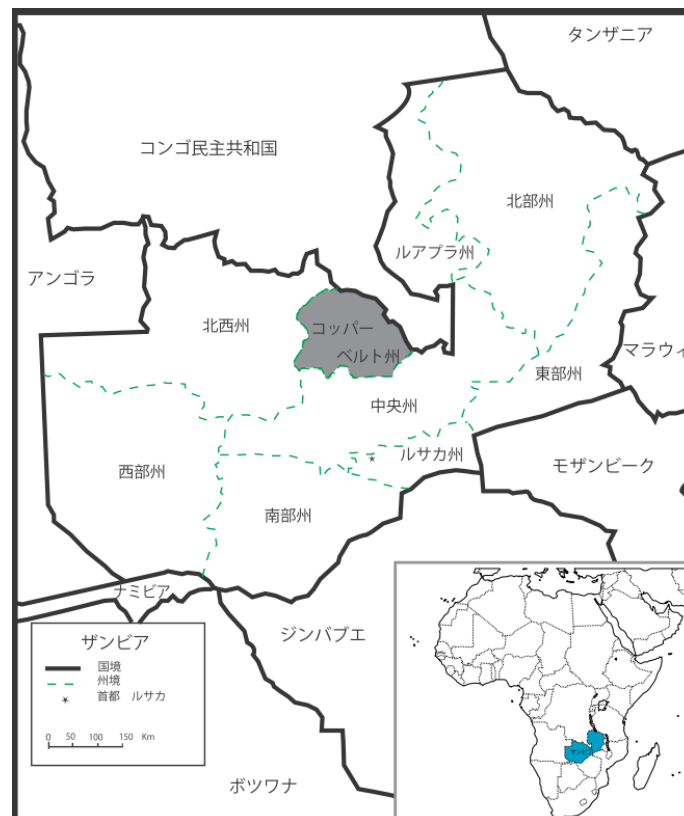 タンザニア
コンゴ民主共和国
北部州
ルアプラ州
アンゴラ
北西州
コッパー
ベルト州
マラウィ
東部州
中央州
ルサカ州
モザンビーク
西部州
南部州
ナミビア
ジンバブエ
ザンビア
国境
州境
首都 ルサカ
0 50 100 150 Km
ボツワナ